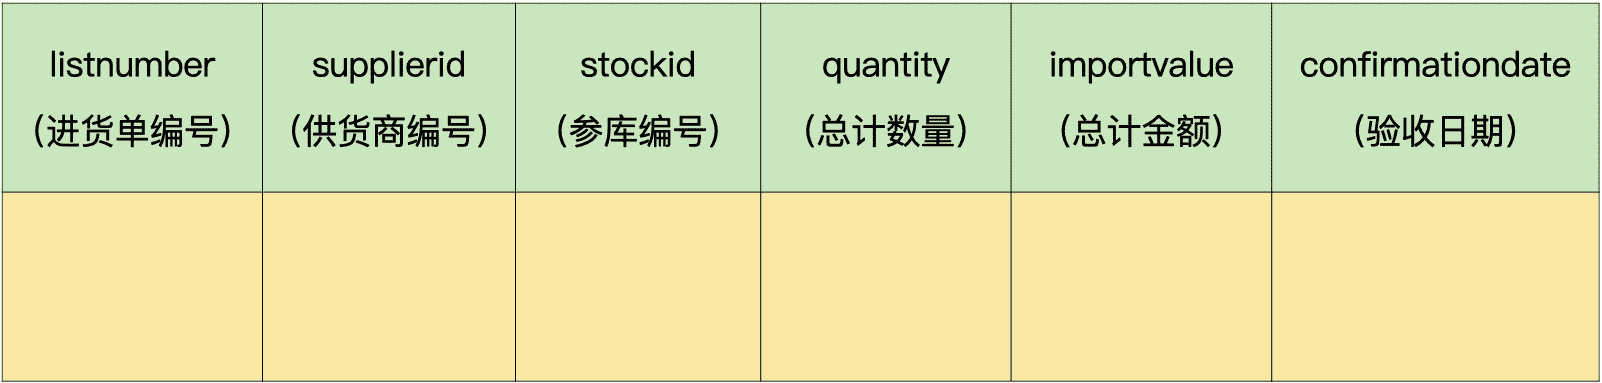 listnumber
（进货单编号）
supplierid
（供货商编号）
stockid
（参库编号）
quantity
（总计数量）
importvalue
（总计金额）
confirmationdate
（验收日期）